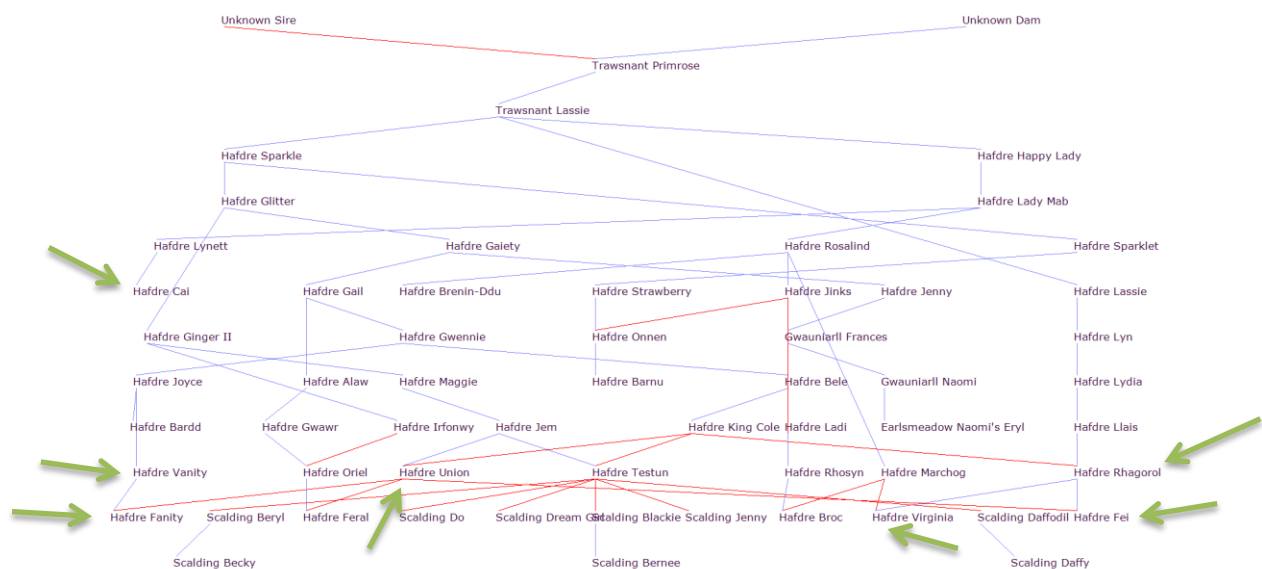 Unknown Sire Unknown Dam
Trawsnant Primrose
Trawsnant Lassie
Hafdre Sparkle Hafdre Happy Lady
Hafdre Glitter Hafdre Lady Mab
Hafdre Lynett Hafdre Gaiety Hafdre Rosalind Hafdre Sparklet
Hafdre Cai Hafdre Gail Hafdre Brenin-Ddu Hafdre Strawberry Hafdre Jinks Hafdre Jenny Hafdre Lassie
Hafdre Ginger II Hafdre Gwennie Hafdre Onnen Gwauniarll Frances Hafdre Lyn
Hafdre Joyce Hafdre Alaw Hafdre Maggie Hafdre Barnu Hafdre Bele Gwauniarll Naomi Hafdre Lydia
Hafdre Bardd Hafdre Gwawr Hafdre Irfonwy Hafdre Jem Hafdre King Cole Hafdre Ladi Earlsmeadow Naomi's Eryl Hafdre Llais
Hafdre Vanity Hafdre Oriel Hafdre Union Hafdre Testun Hafdre Rhosyn Hafdre Marchog Hafdre Rhagorol
Hafdre Fanity Scalding Beryl Hafdre Feral Scalding Do Scalding Dream Girl Scalding Blackie Scalding Jenny Hafdre Broc Hafdre Virginia Scalding Daffodil Hafdre Fei
Scalding Becky Scalding Bernee Scalding Daffy